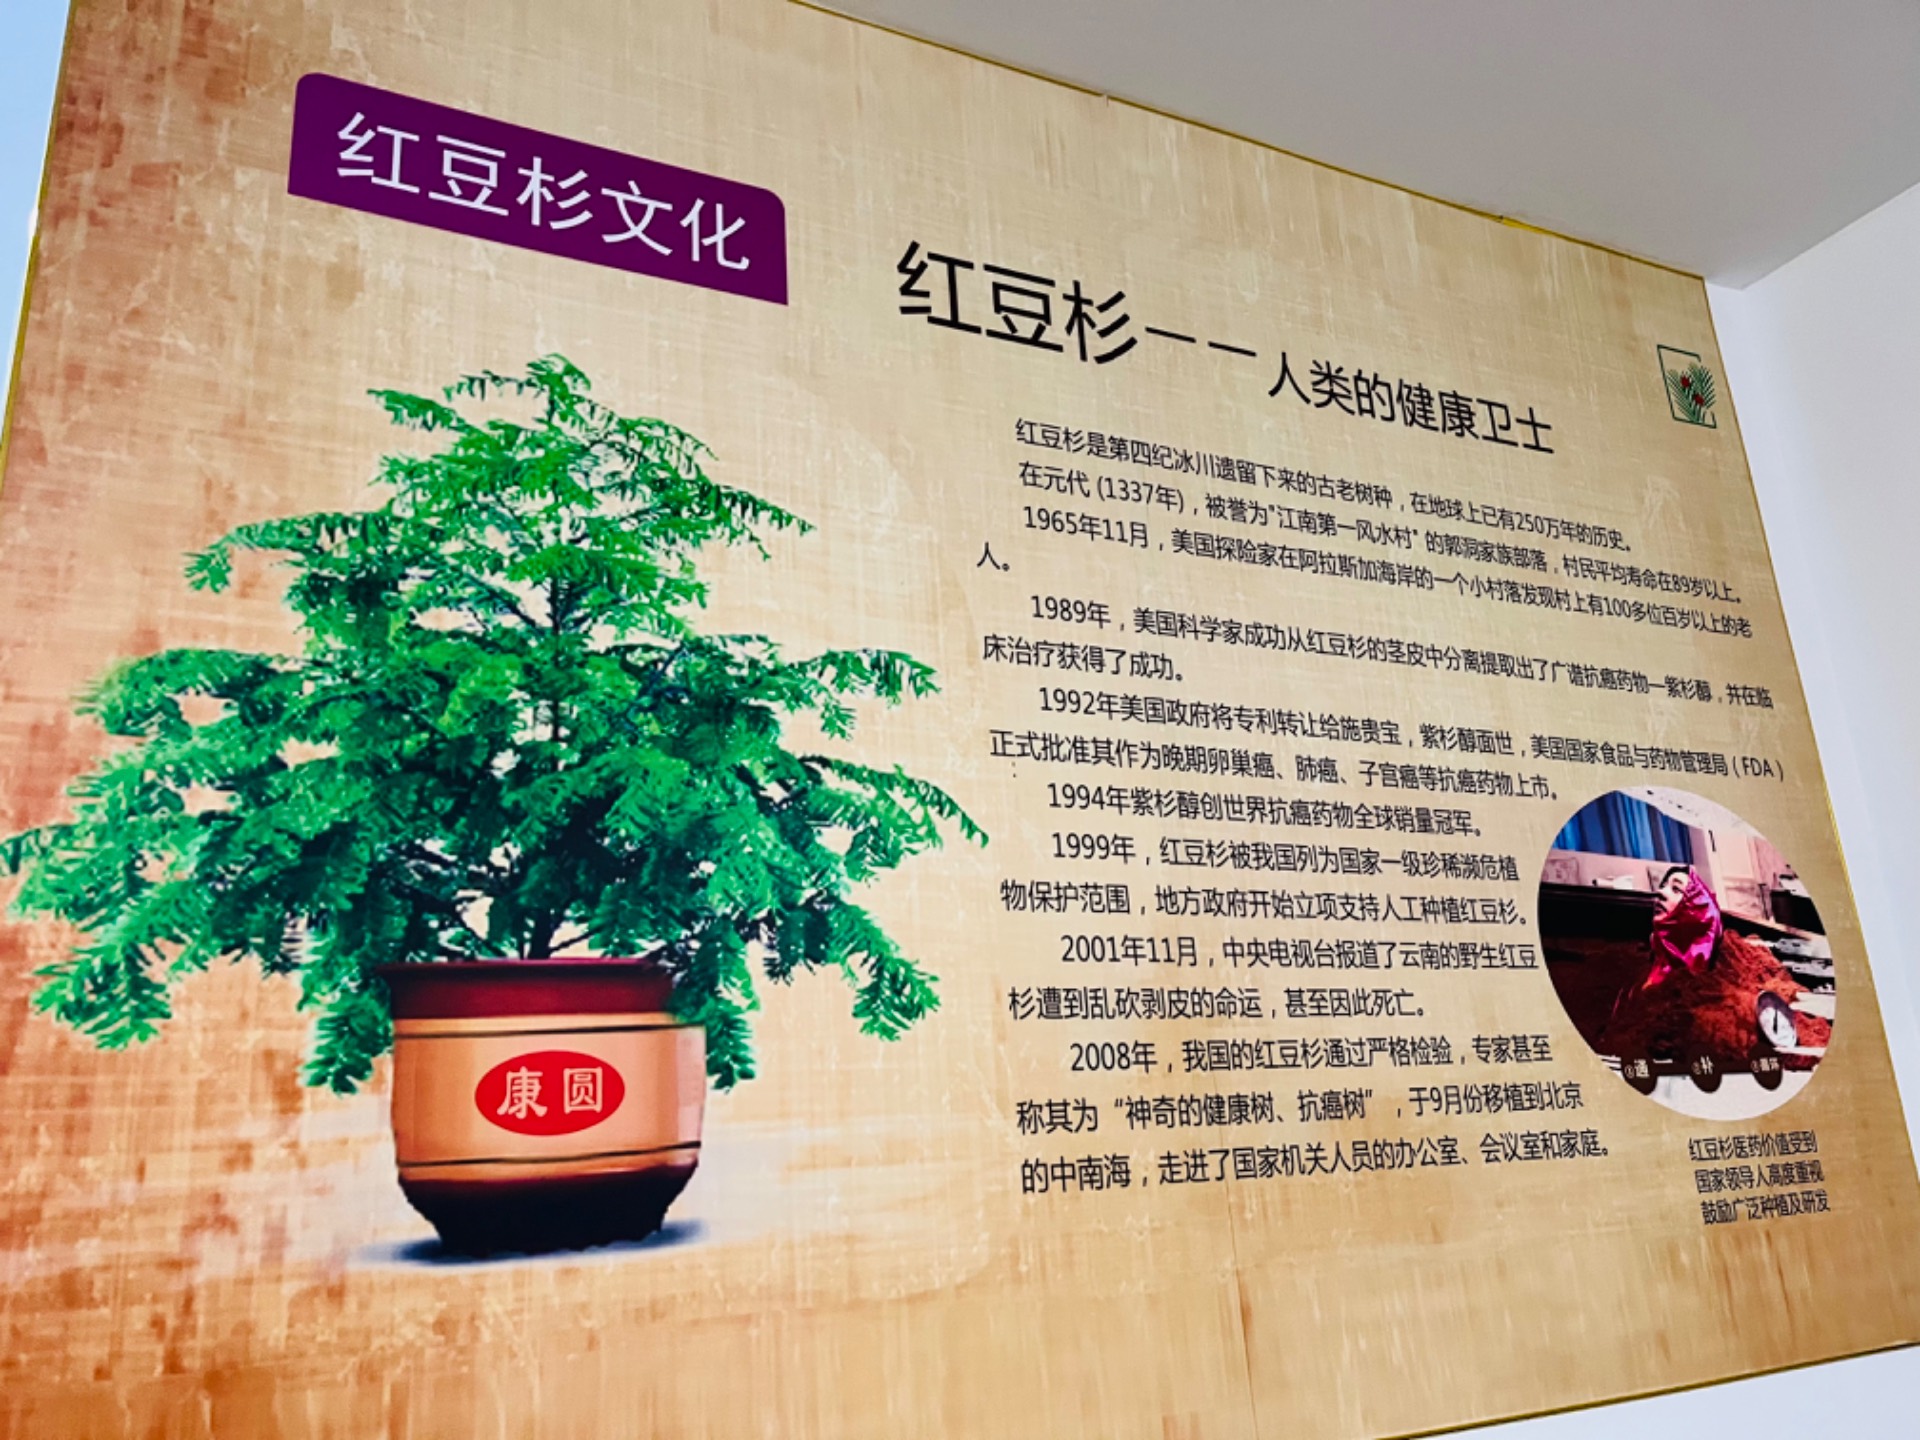 红豆杉文化
红豆杉——人类的健康卫士
红豆杉是第四纪冰川遗留下来的古老树种，在地球上已有250万年的历史。
在元代 (1337年)，被誉为"江南第一风水村" 的郭洞家族部落，村民平均寿命在89岁以上。
1965年11月，美国探险家在阿拉斯加海岸的一个小村落发现村上有100多位百岁以上的老
人。
1989年，美国科学家成功从红豆杉的茎皮中分离提取出了广谱抗癌药物—紫杉醇，并在临
床治疗获得了成功。
1992年美国政府将专利转让给施贵宝，紫杉醇面世，美国国家食品与药物管理局（FDA）
正式批准其作为晚期卵巢癌、肺癌、子宫癌等抗癌药物上市。
1994年紫杉醇创世界抗癌药物全球销量冠军。
1999年，红豆杉被我国列为国家一级珍稀濒危植
物保护范围，地方政府开始立项支持人工种植红豆杉。
2001年11月，中央电视台报道了云南的野生红豆
杉遭到乱砍剥皮的命运，甚至因此死亡。
2008年，我国的红豆杉通过严格检验，专家甚至
称其为“神奇的健康树、抗癌树”，于9月份移植到北京
的中南海，走进了国家机关人员的办公室、会议室和家庭。
康圆
①通 ②补 ③循环
红豆杉医药价值受到
国家领导人高度重视
鼓励广泛种植及研发